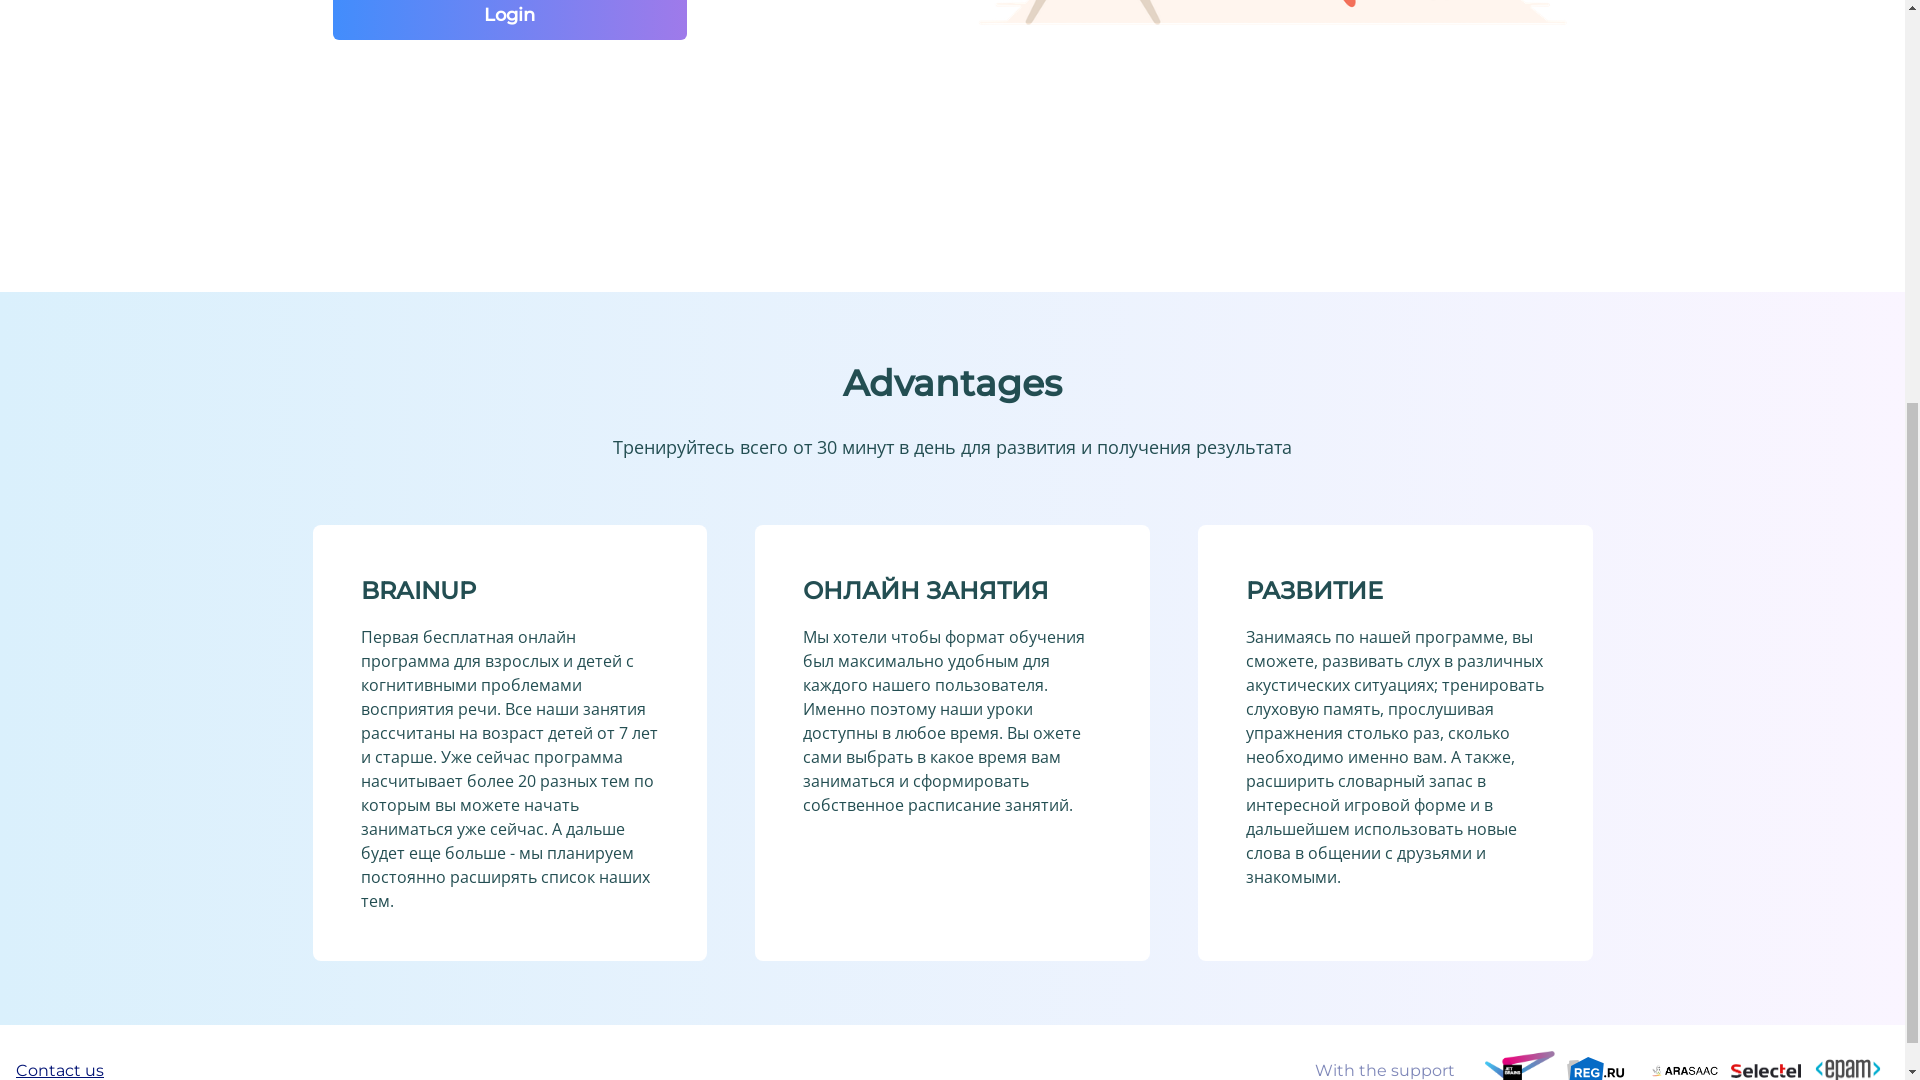 Login
Advantages
Тренируйтесь всего от 30 минут в день для развития и получения результата
BRAINUP
Первая бесплатная онлайн
программа для взрослых и детей с
когнитивными проблемами
восприятия речи. Все наши занятия
рассчитаны на возраст детей от 7 лет
и старше. Уже сейчас программа
насчитывает более 20 разных тем по
которым вы можете начать
заниматься уже сейчас. А дальше
будет еще больше - мы планируем
постоянно расширять список наших
тем.
ОНЛАЙН ЗАНЯТИЯ
Мы хотели чтобы формат обучения
был максимально удобным для
каждого нашего пользователя.
Именно поэтому наши уроки
доступны в любое время. Вы ожете
сами выбрать в какое время вам
заниматься и сформировать
собственное расписание занятий.
РАЗВИТИЕ
Занимаясь по нашей программе, вы
сможете, развивать слух в различных
акустических ситуациях; тренировать
слуховую память, прослушивая
упражнения столько раз, сколько
необходимо именно вам. А также,
расширить словарный запас в
интересной игровой форме и в
дальшейшем использовать новые
слова в общении с друзьями и
знакомыми.
Contact us
With the support
JET BRAINS
REG.RU
ARASAAC
Selectel
<epam>